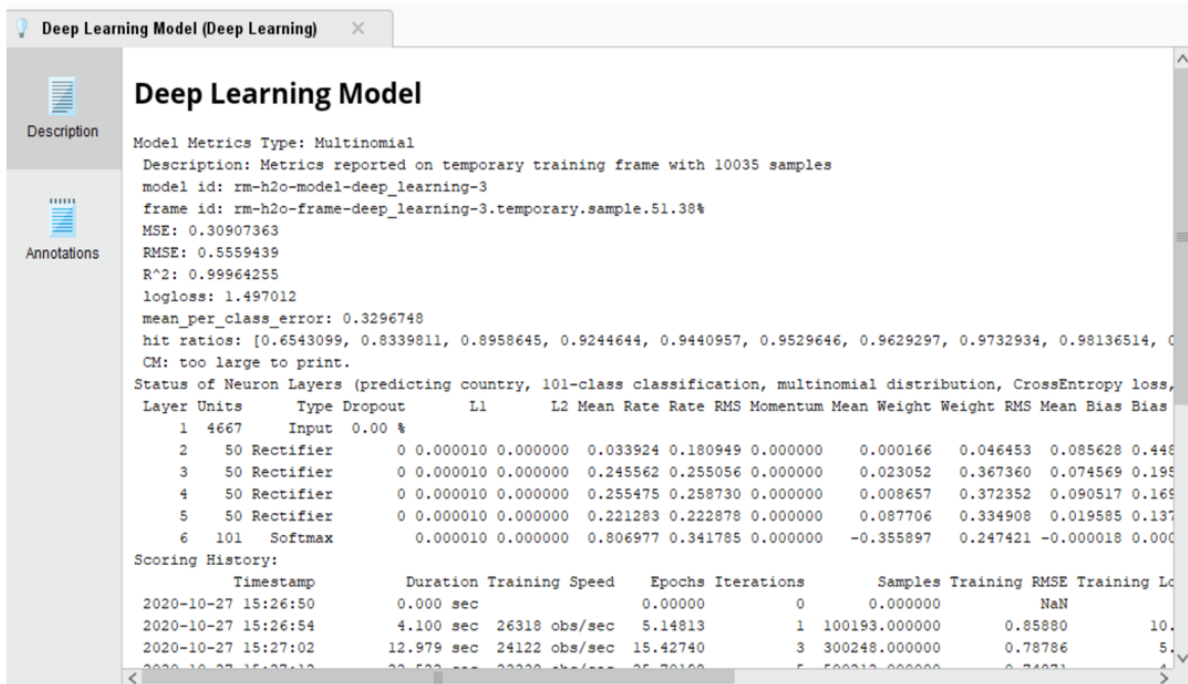 Deep Learning Model (Deep Learning)
Description
Annotations
Deep Learning Model
Model Metrics Type: Multinomial
Description: Metrics reported on temporary training frame with 10035 samples
model id: rm-h2o-model-deep_learning-3
frame id: rm-h2o-frame-deep_learning-3.temporary.sample.51.38%
MSE: 0.30907363
RMSE: 0.5559439
R^2: 0.99964255
logloss: 1.497012
mean_per_class_error: 0.3296748
hit ratios: [0.6543099, 0.8339811, 0.8958645, 0.9244644, 0.9440957, 0.9529646, 0.9629297, 0.9732934, 0.98136514,
CM: too large to print.
Status of Neuron Layers (predicting country, 101-class classification, multinomial distribution, CrossEntropy loss,
Layer Units Type Dropout L1 L2 Mean Rate Rate RMS Momentum Mean Weight Weight RMS Mean Bias Bias
1 4667 Input 0.00 %
2 50 Rectifier 0 0.000010 0.000000 0.033924 0.180949 0.000000 0.000166 0.046453 0.085628 0.448
3 50 Rectifier 0 0.000010 0.000000 0.245562 0.255056 0.000000 0.023052 0.367360 0.074569 0.195
4 50 Rectifier 0 0.000010 0.000000 0.255475 0.258730 0.000000 0.008657 0.372352 0.090517 0.169
5 50 Rectifier 0 0.000010 0.000000 0.221283 0.222878 0.000000 0.087706 0.334908 0.019585 0.137
6 101 Softmax 0.000010 0.000000 0.806977 0.341785 0.000000 -0.355897 0.247421 -0.000018 0.000
Scoring History:
Timestamp Duration Training Speed Epochs Iterations Samples Training RMSE Training Lo
2020-10-27 15:26:50 0.000 sec 0.00000 0 0.000000 NaN
2020-10-27 15:26:54 4.100 sec 26318 obs/sec 5.14813 1 100193.000000 0.85880 10.
2020-10-27 15:27:02 12.979 sec 24122 obs/sec 15.42740 3 300248.000000 0.78786 5.